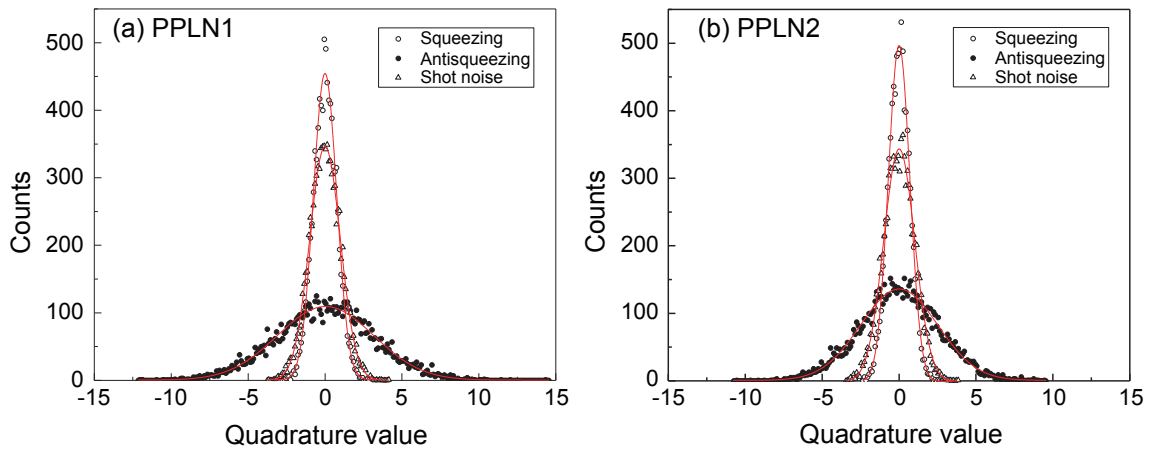 (a) PPLN1
Squeezing
Antisqueezing
Shot noise
500
400
300
200
100
0
Counts
-15
-10
-5
0
5
10
15
Quadrature value
(b) PPLN2
Squeezing
Antisqueezing
Shot noise
500
400
300
200
100
0
Counts
-15
-10
-5
0
5
10
15
Quadrature value